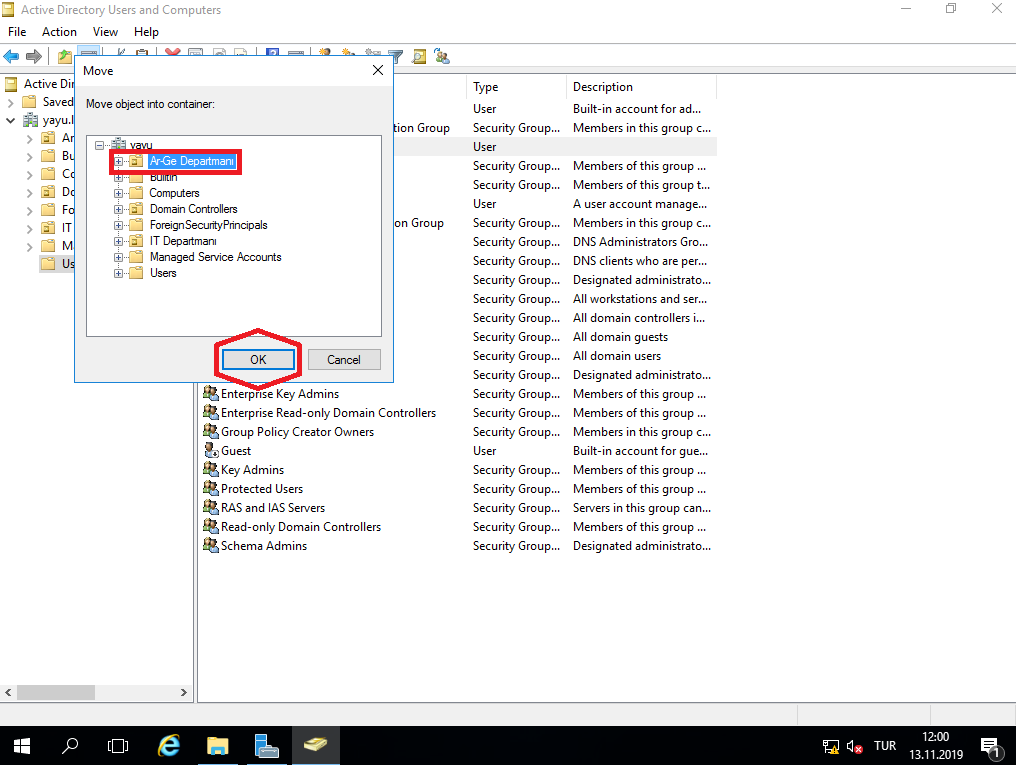 Active Directory Users and Computers
File Action View Help
Move
Move object into container:
yayu
Ar-Ge Departmanı
Builtin
Computers
Domain Controllers
ForeignSecurityPrincipals
IT Departmanı
Managed Service Accounts
Users
OK Cancel
Active Di
Saved
yayu.l
Ar
Bu
Co
Do
Fo
IT
M
Us
Type Description
User Built-in account for ad...
tion Group Security Group... Members in this group c...
User
Security Group... Members of this group ...
Security Group... Members of this group t...
User A user account manage...
on Group Security Group... Members in this group c...
Security Group... DNS Administrators Gro...
Security Group... DNS clients who are per...
Security Group... Designated administrato...
Security Group... All workstations and ser...
Security Group... All domain controllers i...
Security Group... All domain guests
Security Group... All domain users
Security Group... Designated administrato...
Enterprise Key Admins Security Group... Members of this group ...
Enterprise Read-only Domain Controllers Security Group... Members of this group ...
Group Policy Creator Owners Security Group... Members in this group c...
Guest User Built-in account for gue...
Key Admins Security Group... Members of this group ...
Protected Users Security Group... Members of this group ...
RAS and IAS Servers Security Group... Servers in this group can...
Read-only Domain Controllers Security Group... Members of this group ...
Schema Admins Security Group... Designated administrato...
TUR
12:00
13.11.2019
1